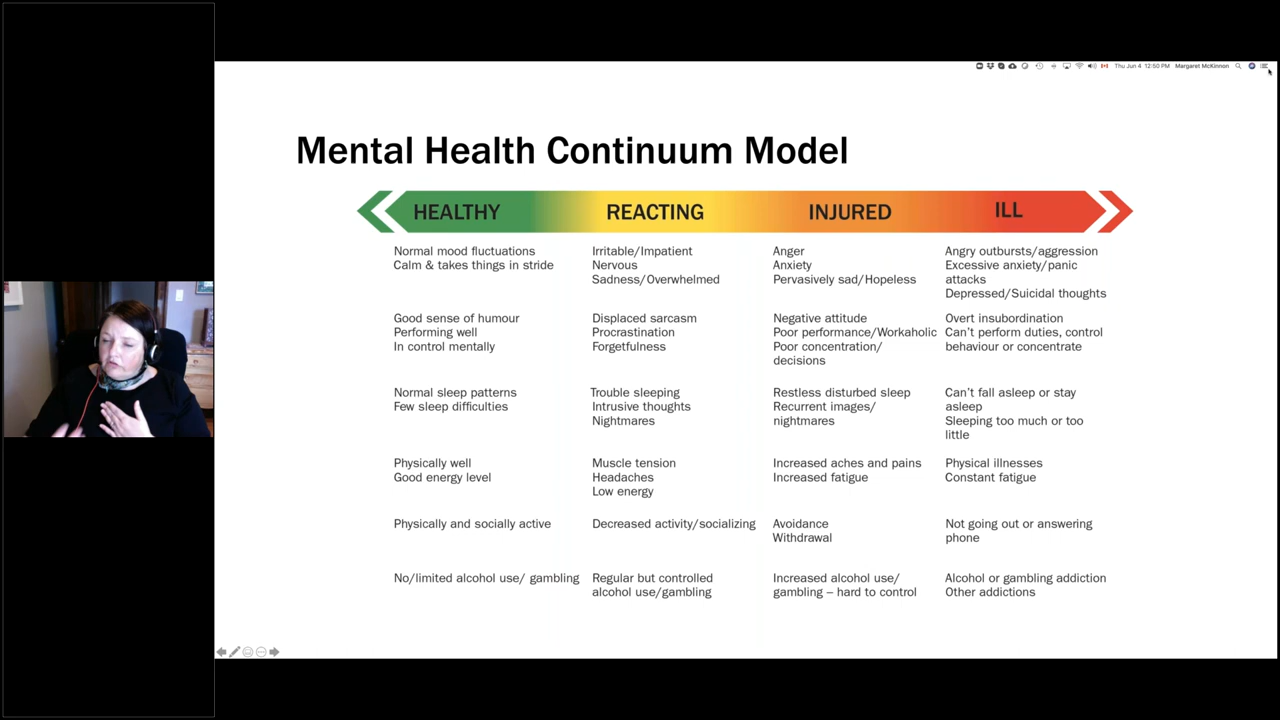 Thu Jun 4 12:50 PM Margaret McKinnon
Mental Health Continuum Model
HEALTHY
REACTING
INJURED
ILL
Normal mood fluctuations
Calm & takes things in stride
Irritable/Impatient
Nervous
Sadness/Overwhelmed
Anger
Anxiety
Pervasively sad/Hopeless
Angry outbursts/aggression
Excessive anxiety/panic
attacks
Depressed/Suicidal thoughts
Good sense of humour
Performing well
In control mentally
Displaced sarcasm
Procrastination
Forgetfulness
Negative attitude
Poor performance/Workaholic
Poor concentration/
decisions
Overt insubordination
Can't perform duties, control
behaviour or concentrate
Normal sleep patterns
Few sleep difficulties
Trouble sleeping
Intrusive thoughts
Nightmares
Restless disturbed sleep
Recurrent images/
nightmares
Can't fall asleep or stay
asleep
Sleeping too much or too
little
Physically well
Good energy level
Muscle tension
Headaches
Low energy
Increased aches and pains
Increased fatigue
Physical illnesses
Constant fatigue
Physically and socially active
Decreased activity/socializing
Avoidance
Withdrawal
Not going out or answering
phone
No/limited alcohol use/ gambling
Regular but controlled
alcohol use/gambling
Increased alcohol use/
gambling – hard to control
Alcohol or gambling addiction
Other addictions